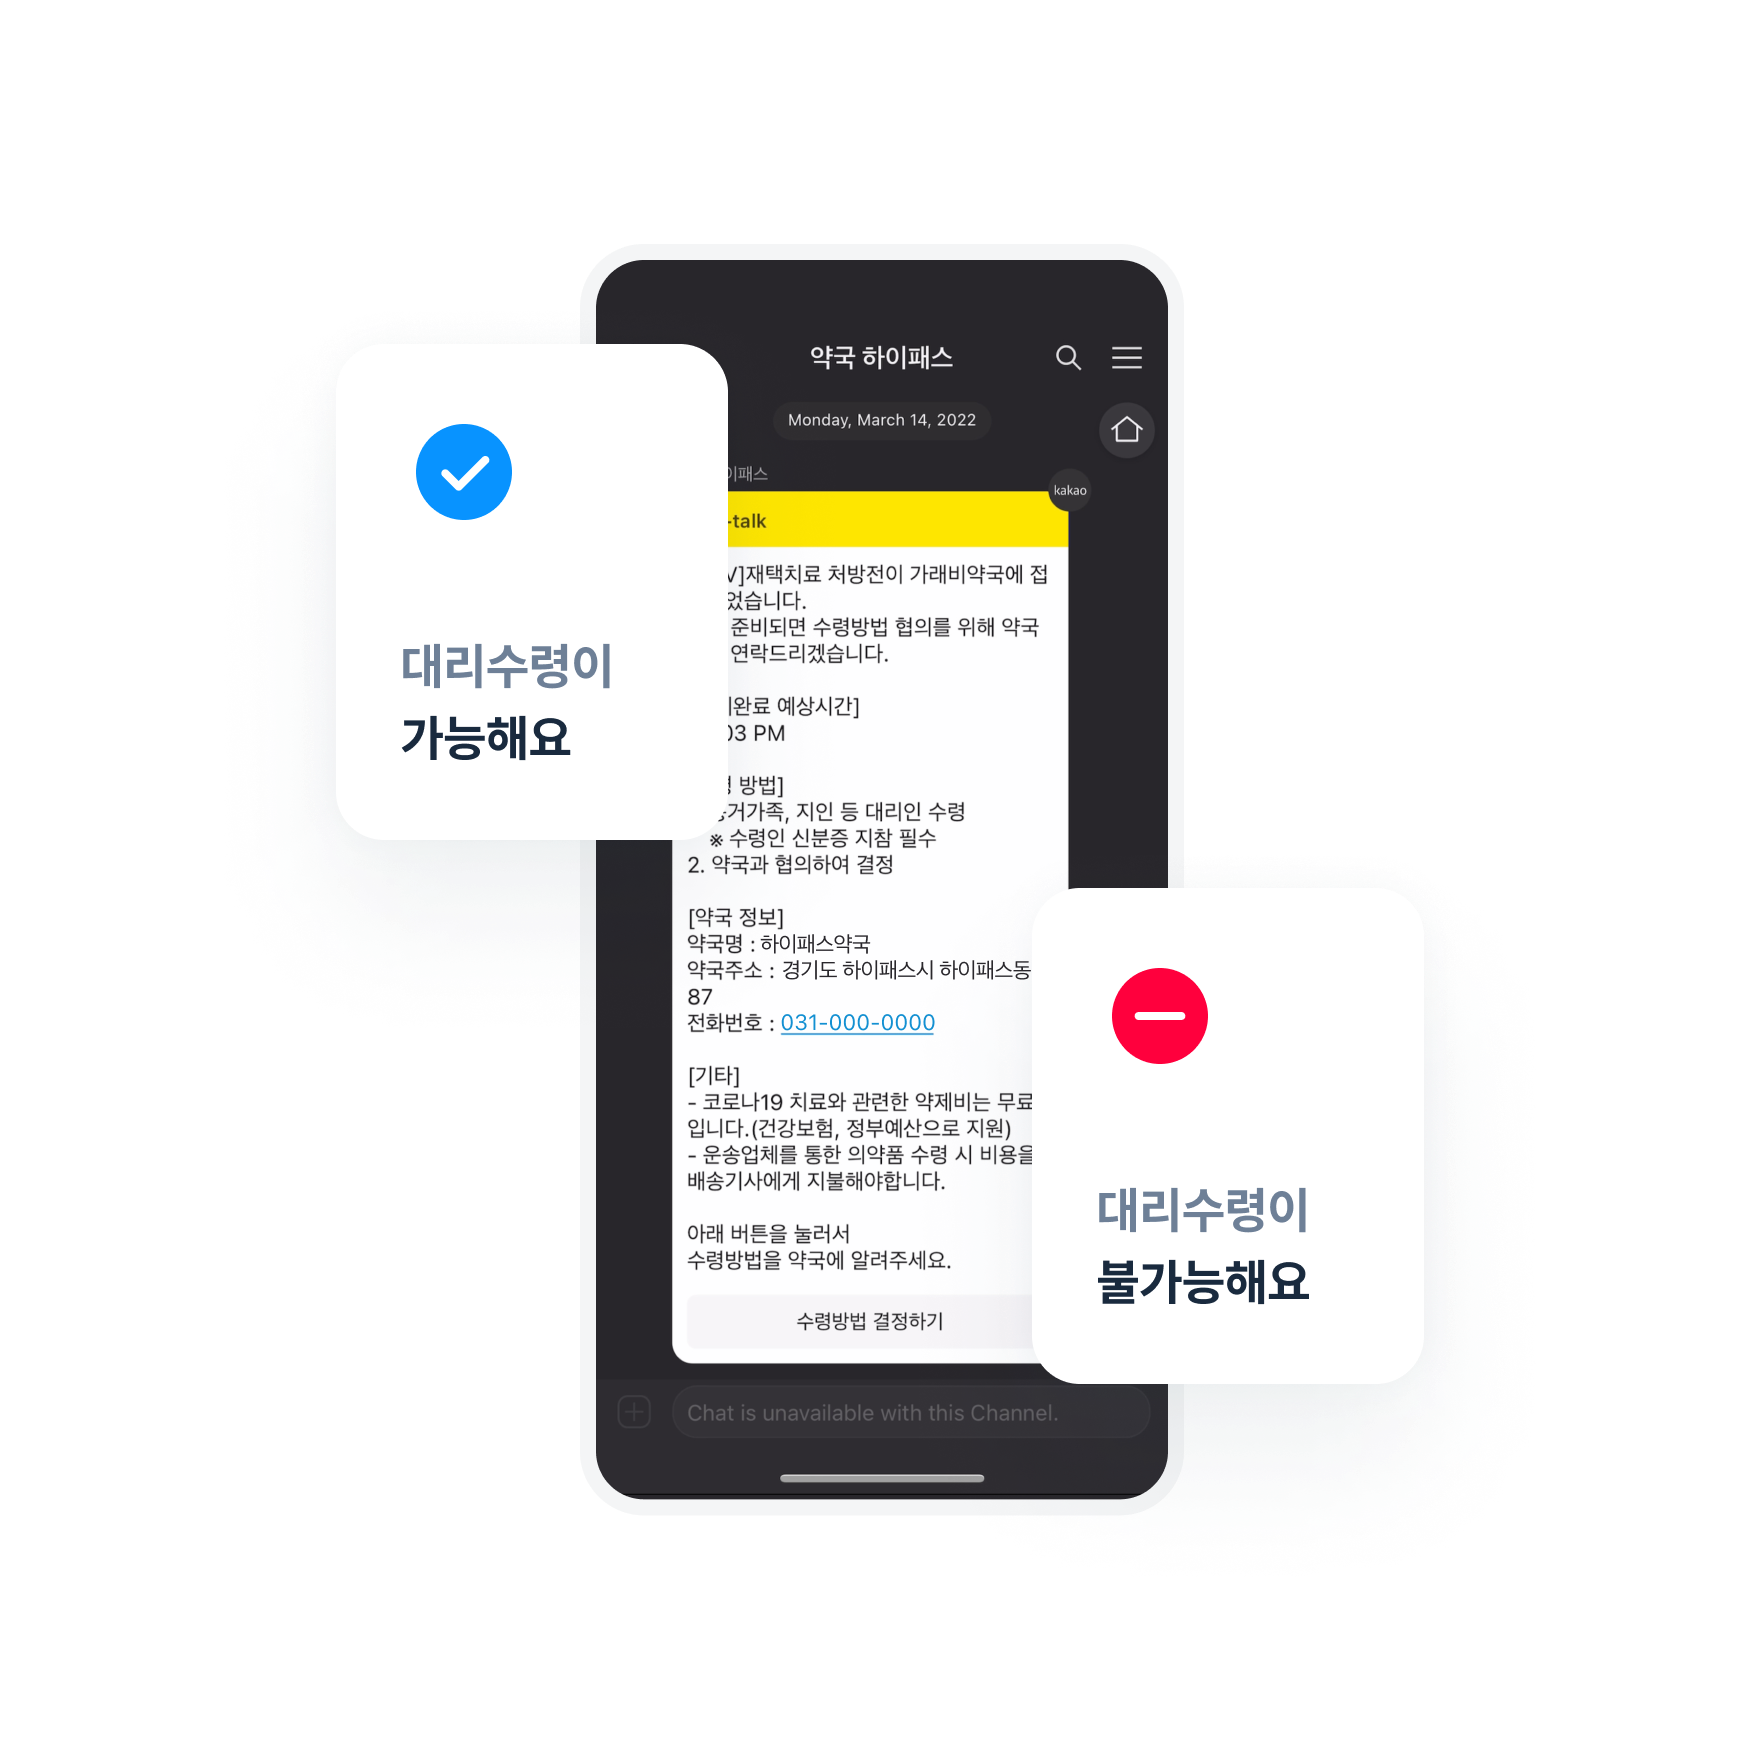 약국 하이패스
Monday, March 14, 2022
이패스
kakao
-talk
V]재택치료 처방전이 가래비약국에 접
었습니다.
준비되면 수령방법 협의를 위해 약국
연락드리겠습니다.
완료 예상시간]
03 PM
방법]
거가족, 지인 등 대리인 수령
※ 수령인 신분증 지참 필수
2. 약국과 협의하여 결정
[약국 정보]
약국명 : 하이패스약국
약국주소 : 경기도 하이패스시 하이패스동
87
전화번호 : 031-000-0000
[기타]
- 코로나19 치료와 관련한 약제비는 무료
입니다.(건강보험, 정부예산으로 지원)
- 운송업체를 통한 의약품 수령 시 비용을
배송기사에게 지불해야합니다.
아래 버튼을 눌러서
수령방법을 약국에 알려주세요.
수령방법 결정하기
Chat is unavailable with this Channel.
대리수령이
가능해요
대리수령이
불가능해요